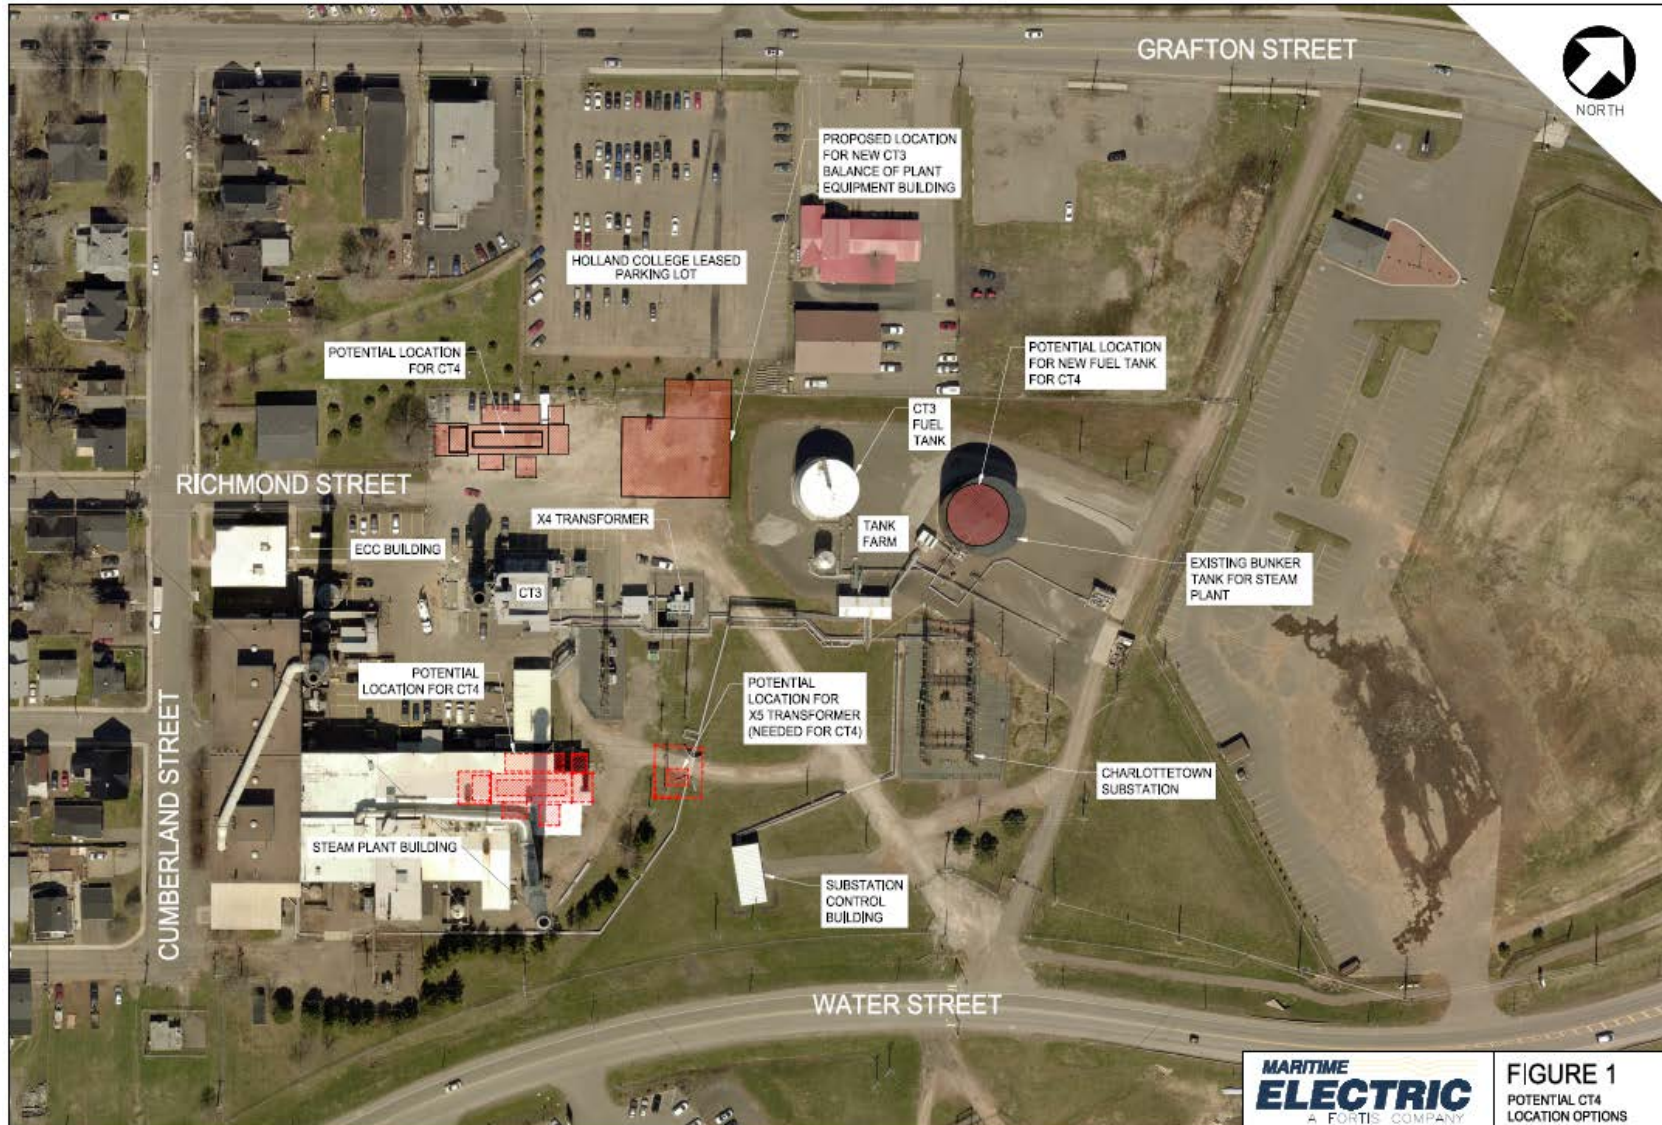 GRAFTON STREET
NORTH
PROPOSED LOCATION
FOR NEW CT3
BALANCE OF PLANT
EQUIPMENT BUILDING
HOLLAND COLLEGE LEASED
PARKING LOT
POTENTIAL LOCATION
FOR CT4
POTENTIAL LOCATION
FOR NEW FUEL TANK
FOR CT4
CT3
FUEL
TANK
RICHMOND STREET
X4 TRANSFORMER
TANK
FARM
ECC BUILDING
EXISTING BUNKER
TANK FOR STEAM
PLANT
CT3
POTENTIAL
LOCATION FOR CT4
POTENTIAL
LOCATION FOR
X5 TRANSFORMER
(NEEDED FOR CT4)
CHARLOTTETOWN
SUBSTATION
CUMBERLAND STREET
STEAM PLANT BUILDING
SUBSTATION
CONTROL
BUILDING
WATER STREET
MARITIME
ELECTRIC
A FORTIS COMPANY
FIGURE 1
POTENTIAL CT4
LOCATION OPTIONS